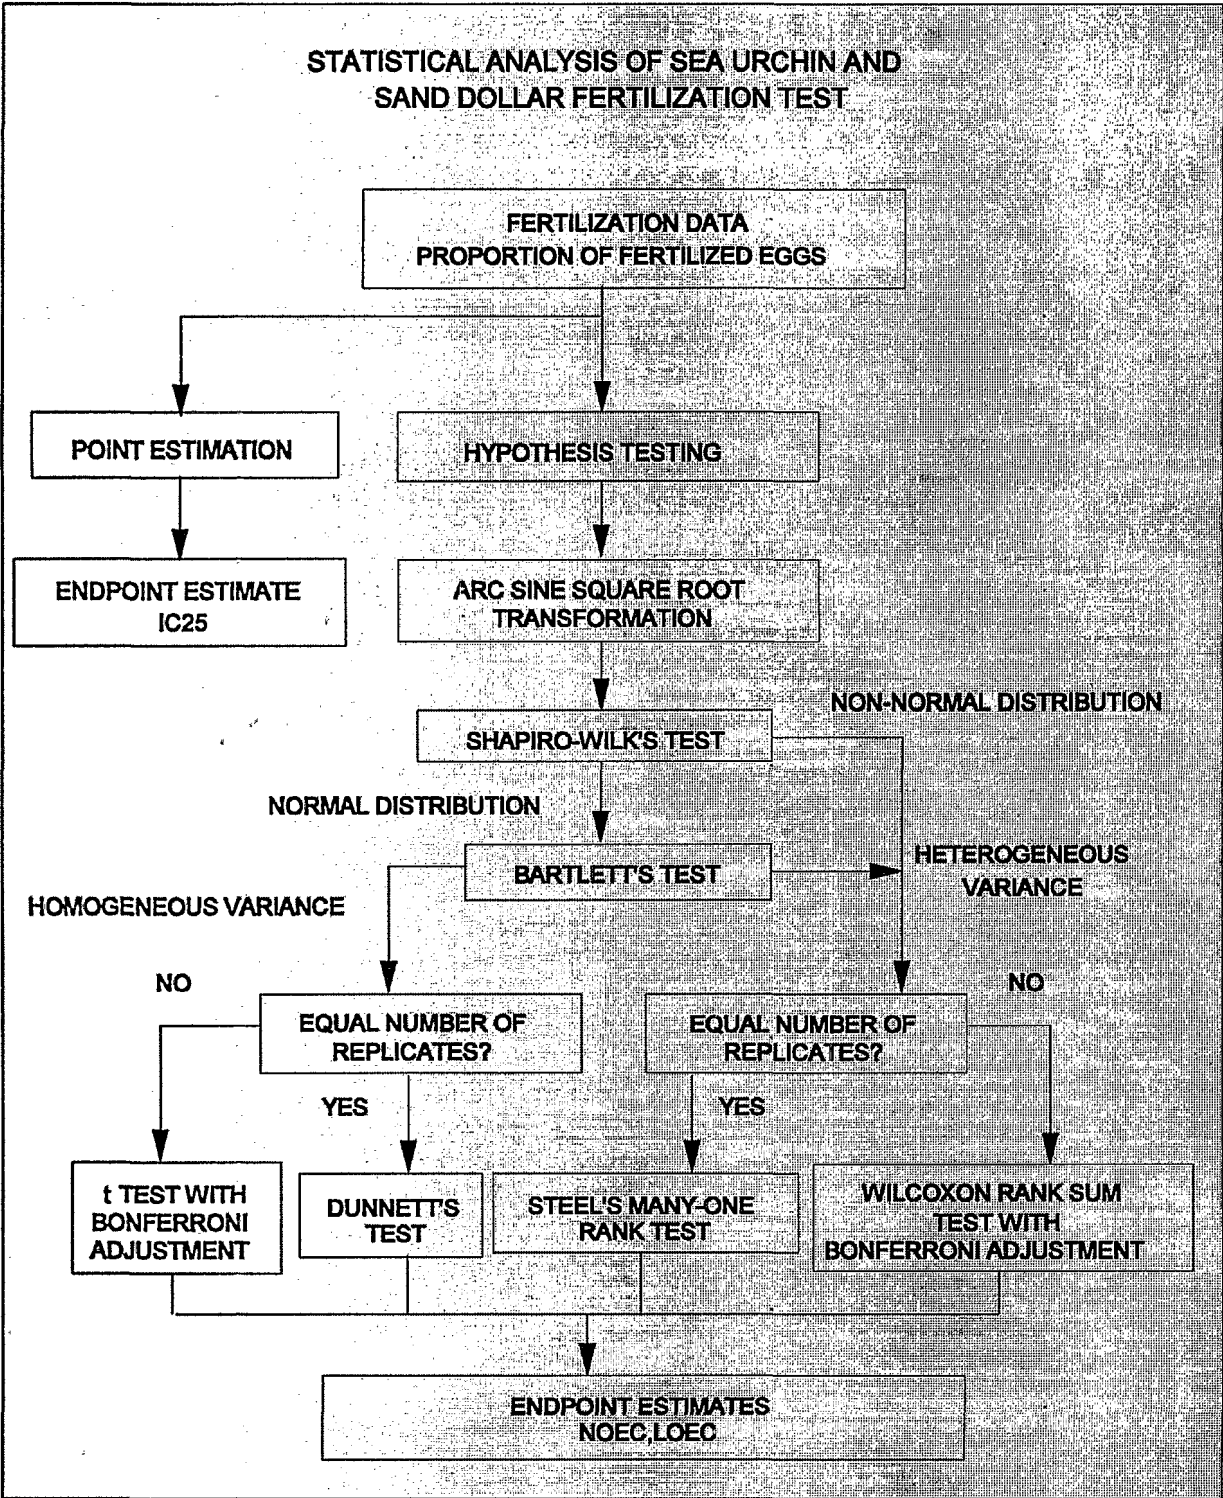 STATISTICAL ANALYSIS OF SEA URCHIN AND
SAND DOLLAR FERTILIZATION TEST
FERTILIZATION DATA
PROPORTION OF FERTILIZED EGGS
POINT ESTIMATION
HYPOTHESIS TESTING
ENDPOINT ESTIMATE
IC25
ARC SINE SQUARE ROOT
TRANSFORMATION
NON-NORMAL DISTRIBUTION
SHAPIRO-WILK'S TEST
NORMAL DISTRIBUTION
BARTLETT'S TEST
HETEROGENEOUS
VARIANCE
HOMOGENEOUS VARIANCE
NO
NO
EQUAL NUMBER OF
REPLICATES?
EQUAL NUMBER OF
REPLICATES?
YES
YES
t TEST WITH
BONFERRONI
ADJUSTMENT
DUNNETT'S
TEST
STEEL'S MANY-ONE
RANK TEST
WILCOXON RANK SUM
TEST WITH
BONFERRONI ADJUSTMENT
ENDPOINT ESTIMATES
NOEC,LOEC